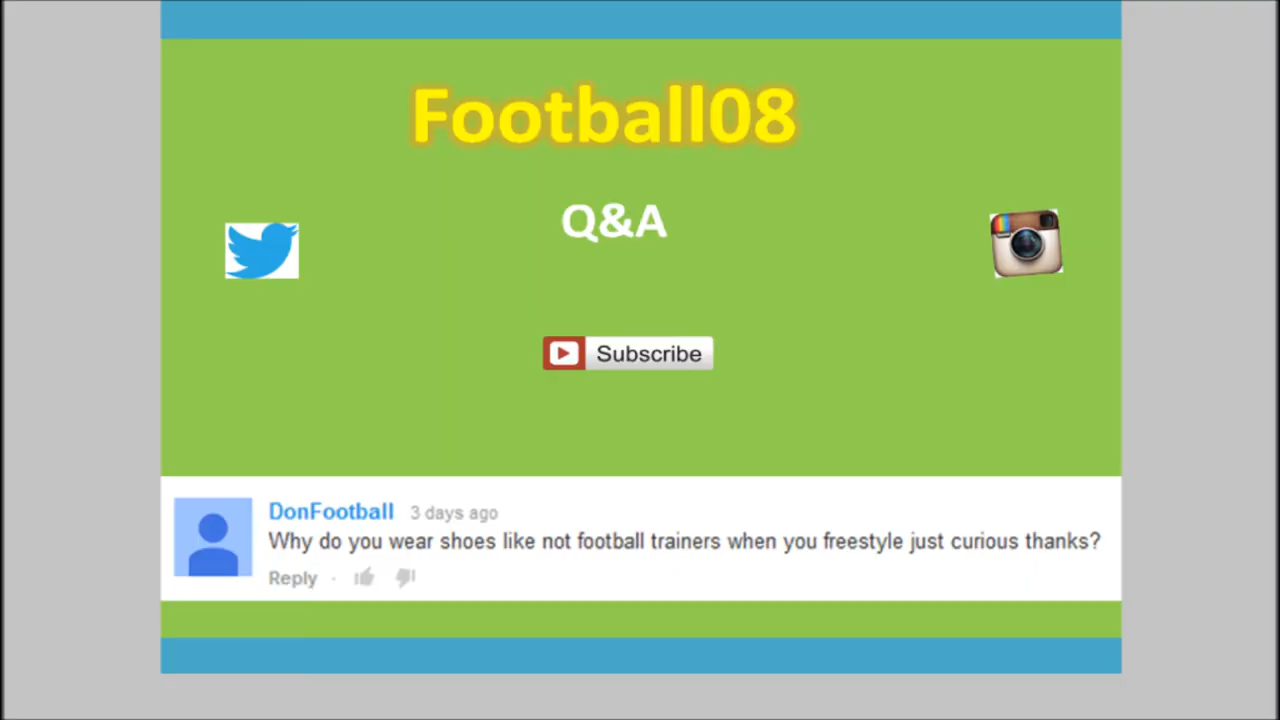 Football08
Q&A
Subscribe
DonFootball 3 days ago
Why do you wear shoes like not football trainers when you freestyle just curious thanks?
Reply ·